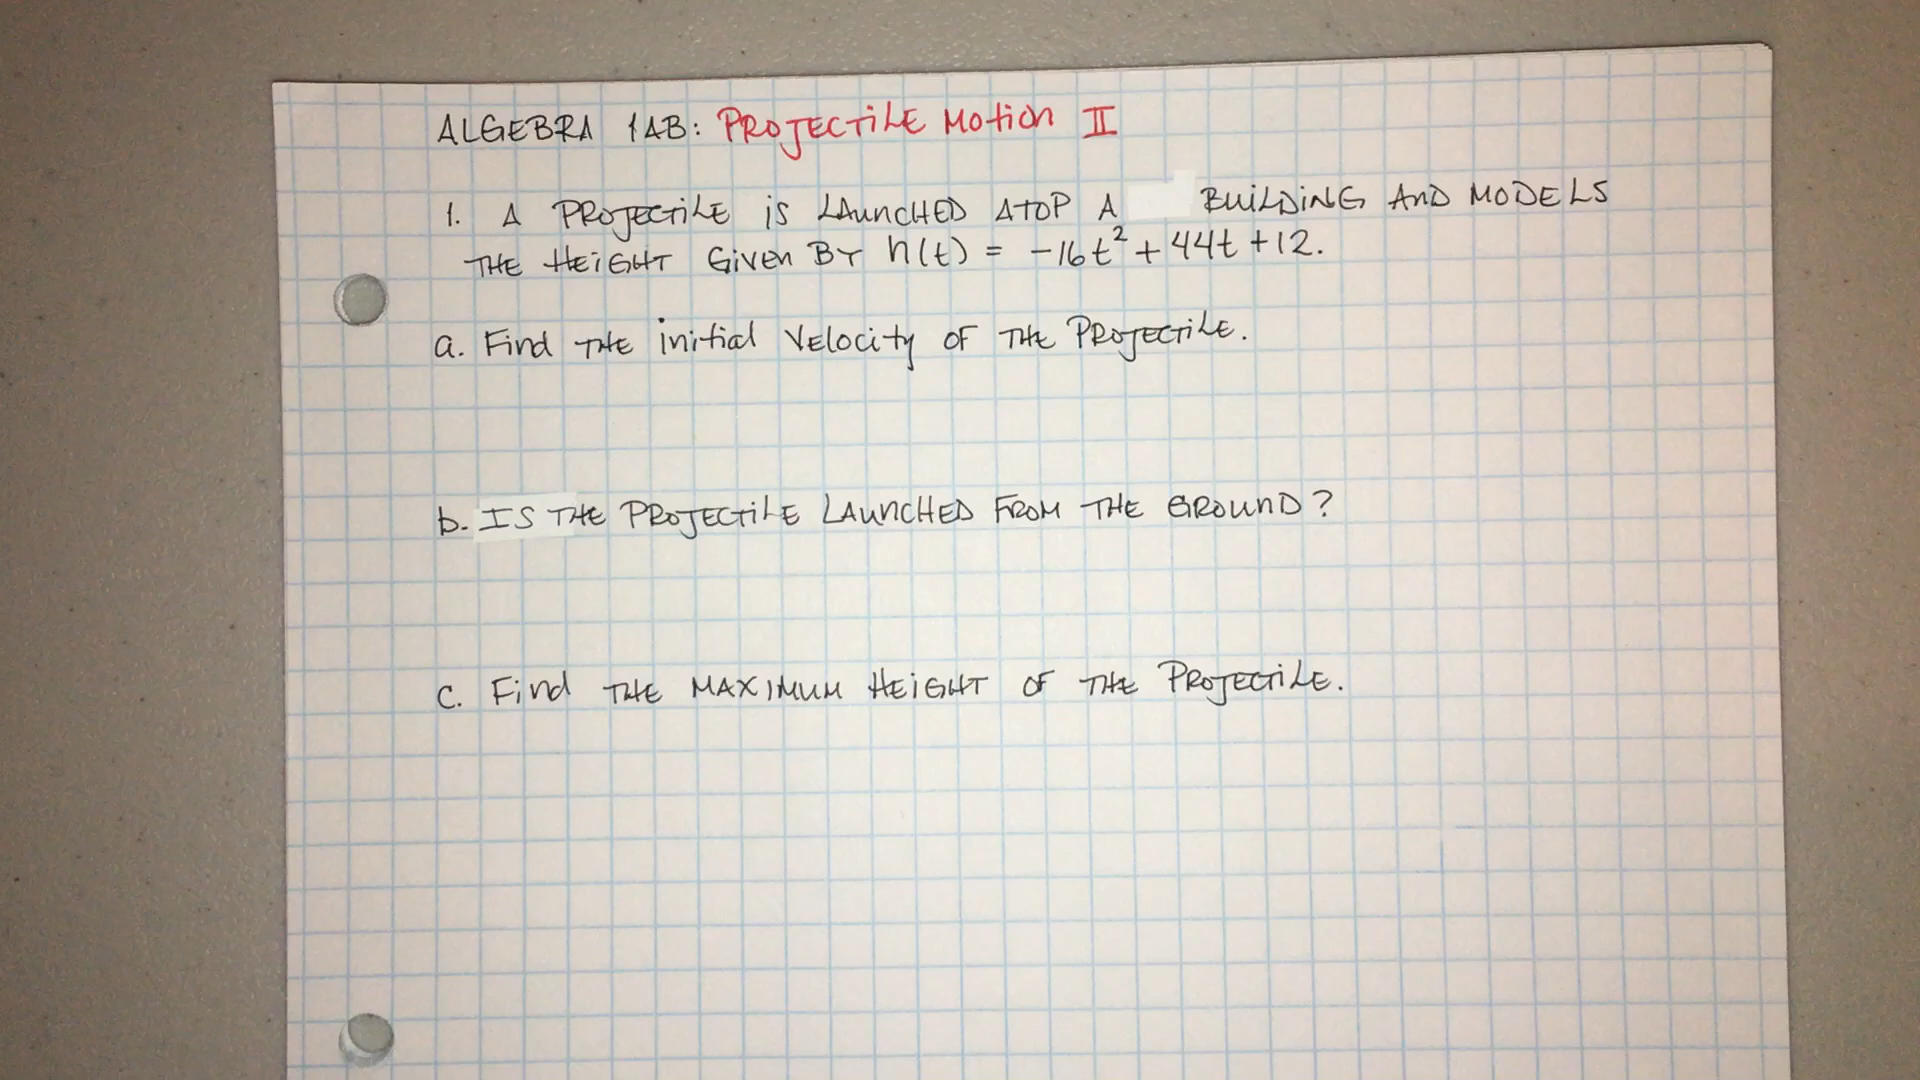 ALGEBRA 1AB: PROJECTILE MOTION II
1. A PROJECTILE IS LAUNCHED ATOP A BUILDING AND MODELS
THE HEIGHT GIVEN BY h(t) = -16t² + 44t + 12.
a. Find THE initial VELOCITY OF THE PROJECTILE.
b. IS THE PROJECTILE LAUNCHED FROM THE GROUND?
C. Find THE MAXIMUM HEIGHT OF THE PROJECTILE.